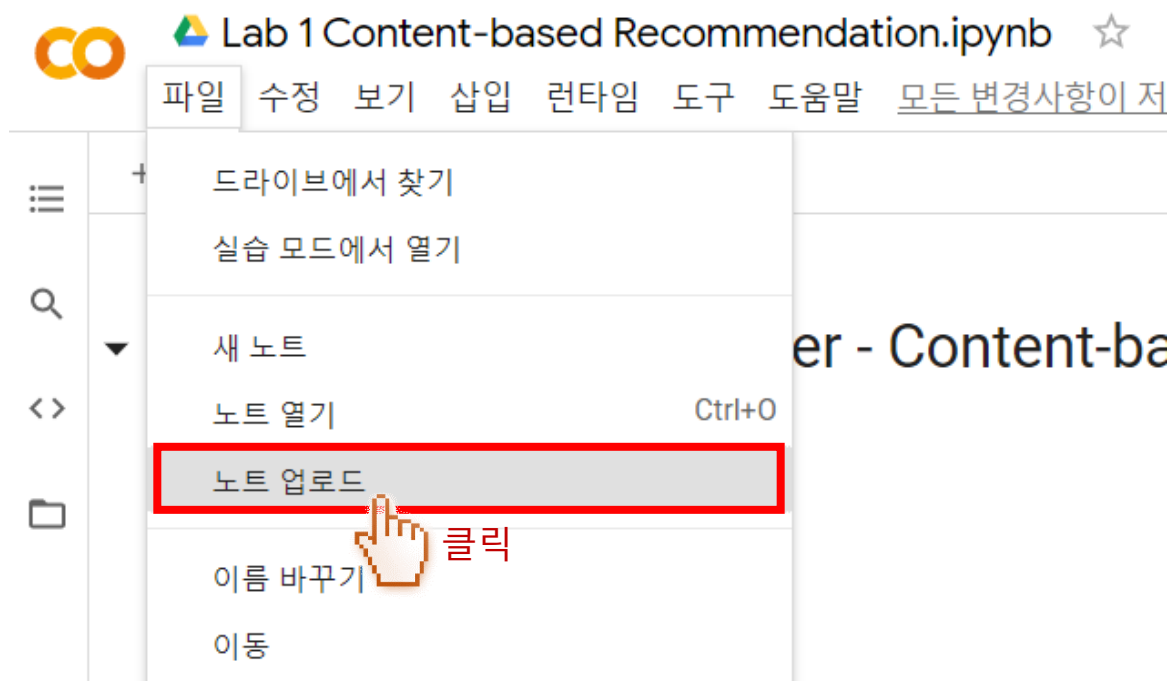 Lab 1 Content-based Recommendation.ipynb
파일 수정 보기 삽입 런타임 도구 도움말 모든 변경사항이 저
+
드라이브에서 찾기
실습 모드에서 열기
새 노트
er - Content-ba
노트 열기 Ctrl+O
노트 업로드
클릭
이름 바꾸기
이동